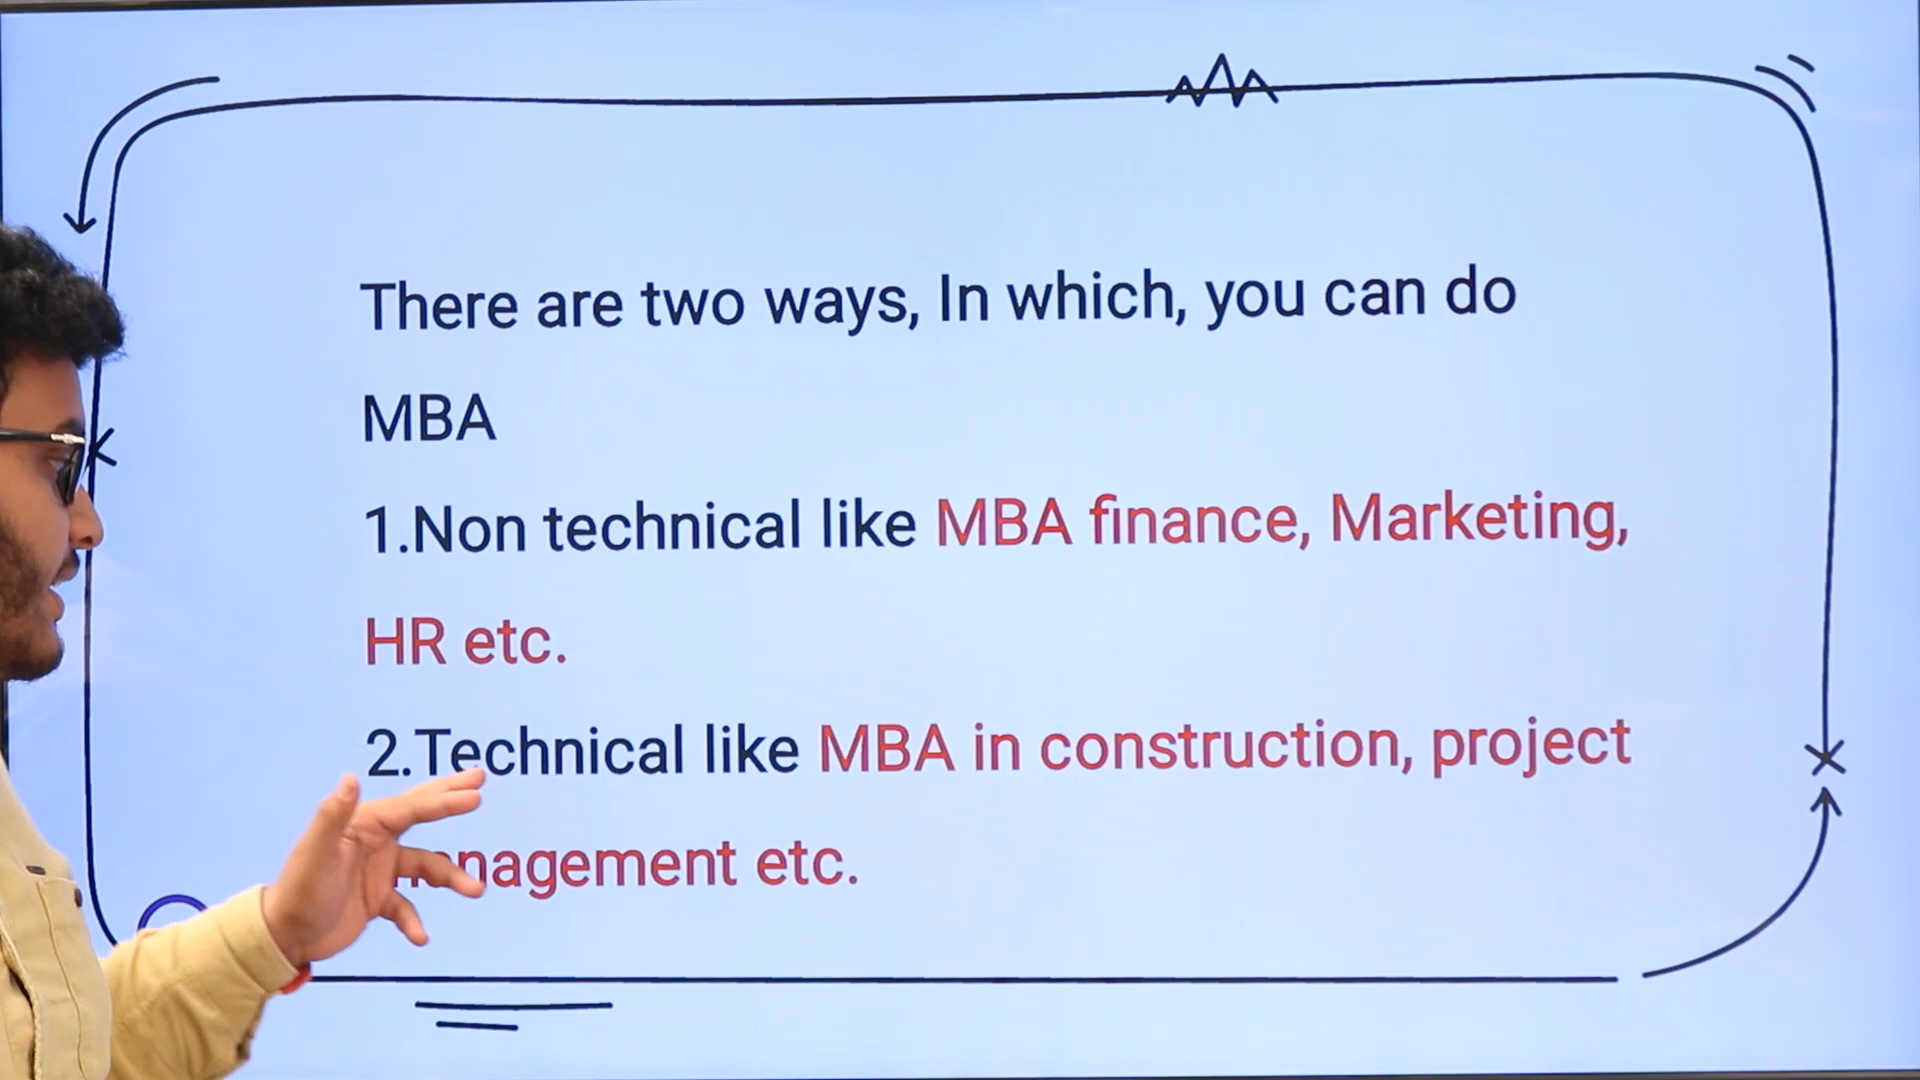 There are two ways, In which, you can do
MBA
1.Non technical like MBA finance, Marketing,
HR etc.
2.Technical like MBA in construction, project
management etc.